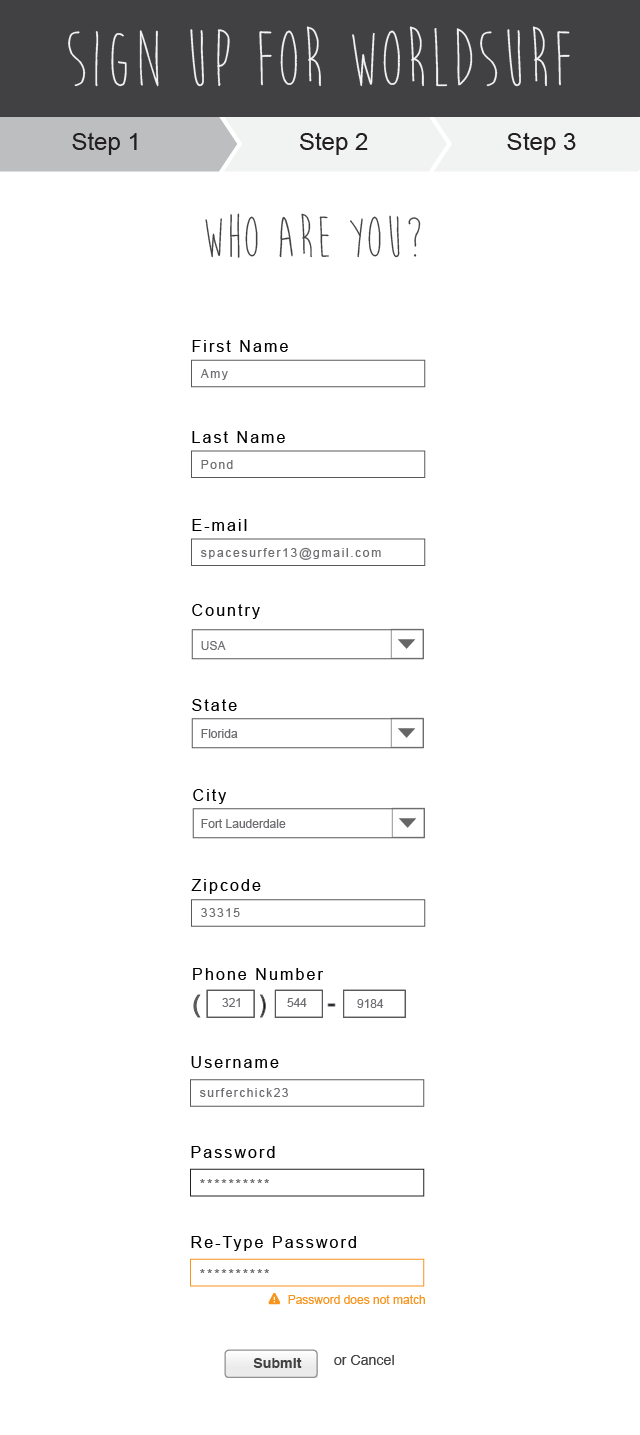 SIGN UP FOR WORLDSURF
Step 1 Step 2 Step 3
WHO ARE YOU?
First Name
Amy
Last Name
Pond
E-mail
spacesurfer13@gmail.com
Country
USA
State
Florida
City
Fort Lauderdale
Zipcode
33315
Phone Number
(321) 544 - 9184
Username
surferchick23
Password
**********
Re-Type Password
**********
Password does not match
Submit or Cancel